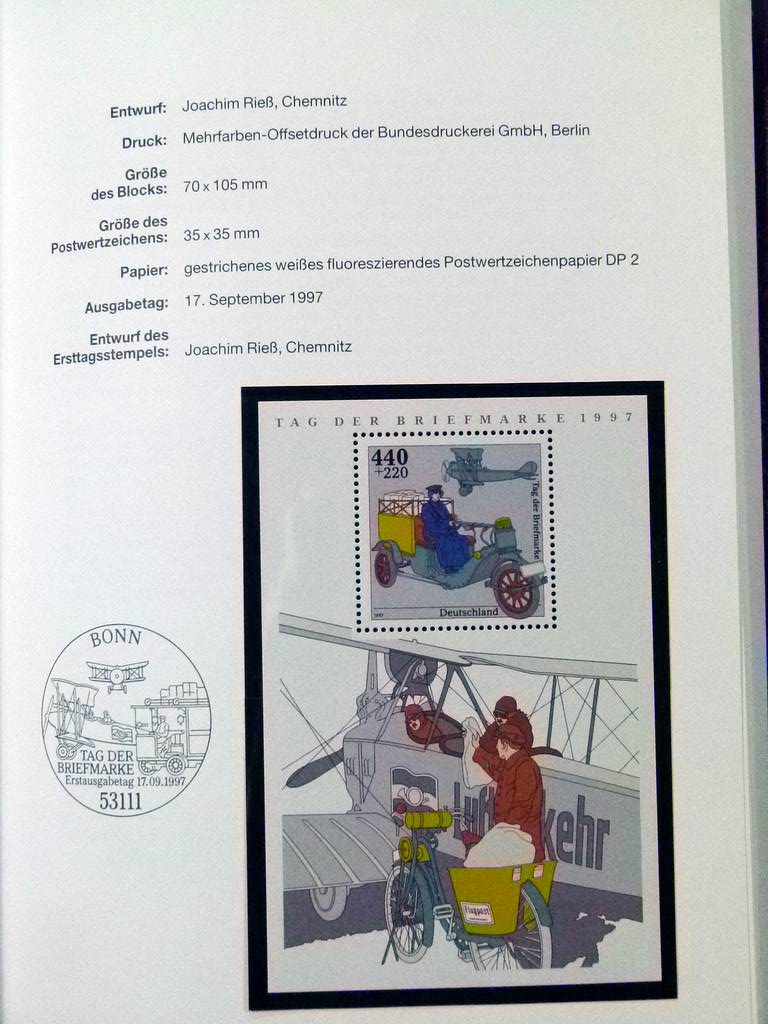 Entwurf: Joachim Rieß, Chemnitz
Druck: Mehrfarben-Offsetdruck der Bundesdruckerei GmbH, Berlin
Größe
des Blocks: 70 x 105 mm
Größe des
Postwertzeichens: 35 x 35 mm
Papier: gestrichenes weißes fluoreszierendes Postwertzeichenpapier DP 2
Ausgabetag: 17. September 1997
Entwurf des
Ersttagsstempels: Joachim Rieß, Chemnitz
TAG DER BRIEFMARKE 1997
440
+220
Tag der Briefmarke
Deutschland
BONN
TAG DER
BRIEFMARKE
Erstausgabetag 17.09.1997
53111
Luft kehr
Flugpost